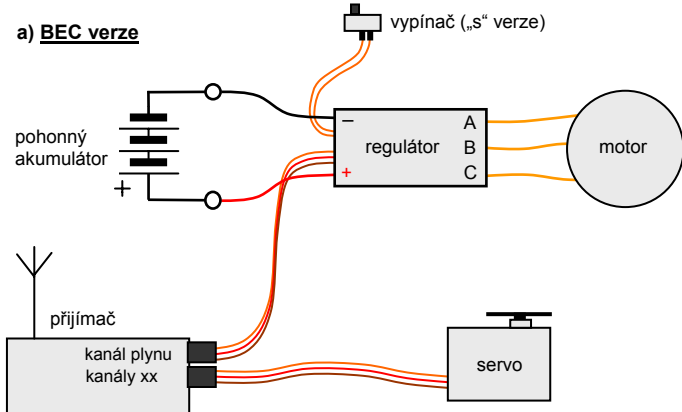 a) BEC verze
vypínač („s“ verze)
pohonný
akumulátor
+
–
regulátor
+
A
B
C
motor
přijímač
kanál plynu
kanály xx
servo